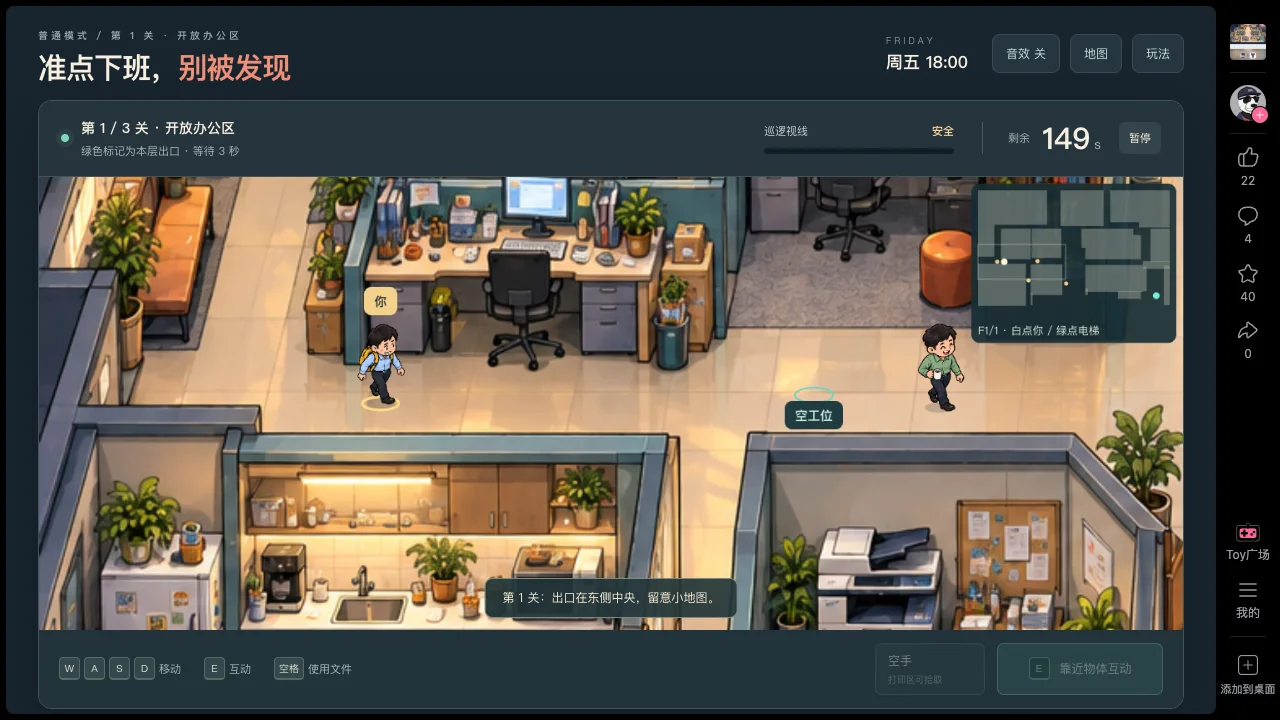 普通模式 / 第 1 关 · 开放办公区
准点下班，别被发现
FRIDAY
周五 18:00
音效 关
地图
玩法
第 1 / 3 关 · 开放办公区
绿色标记为本层出口 · 等待 3 秒
巡逻视线
安全
剩余 149 s
暂停
你
空工位
F1/1 · 白点你 / 绿点电梯
第 1 关：出口在东侧中央，留意小地图。
W A S D 移动
E 互动
空格 使用文件
空手
打印区可拾取
E 靠近物体互动
22
4
40
0
Toy广场
我的
添加到桌面